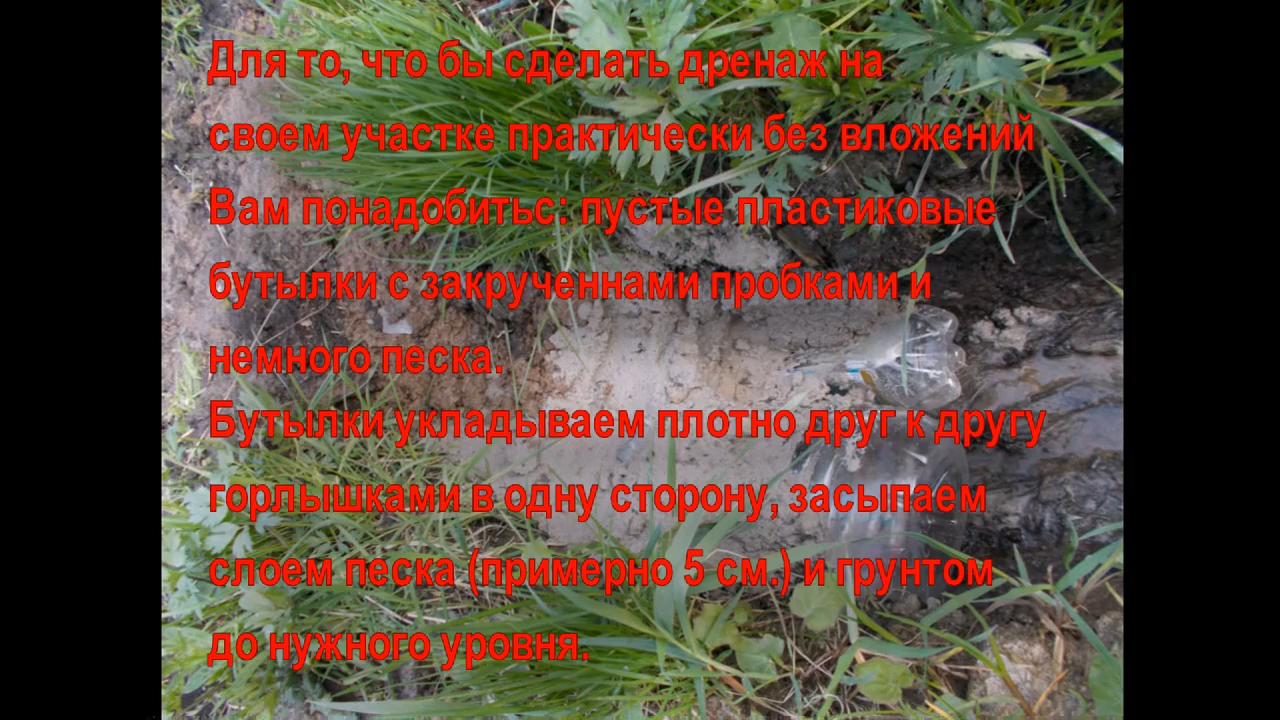 Для то, что бы сделать дренаж на
своем участке практически без вложений
Вам понадобитьс: пустые пластиковые
бутылки с закрученнами пробками и
немного песка.
Бутылки укладываем плотно друг к другу
горлышками в одну сторону, засыпаем
слоем песка (примерно 5 см.) и грунтом
до нужного уровня.